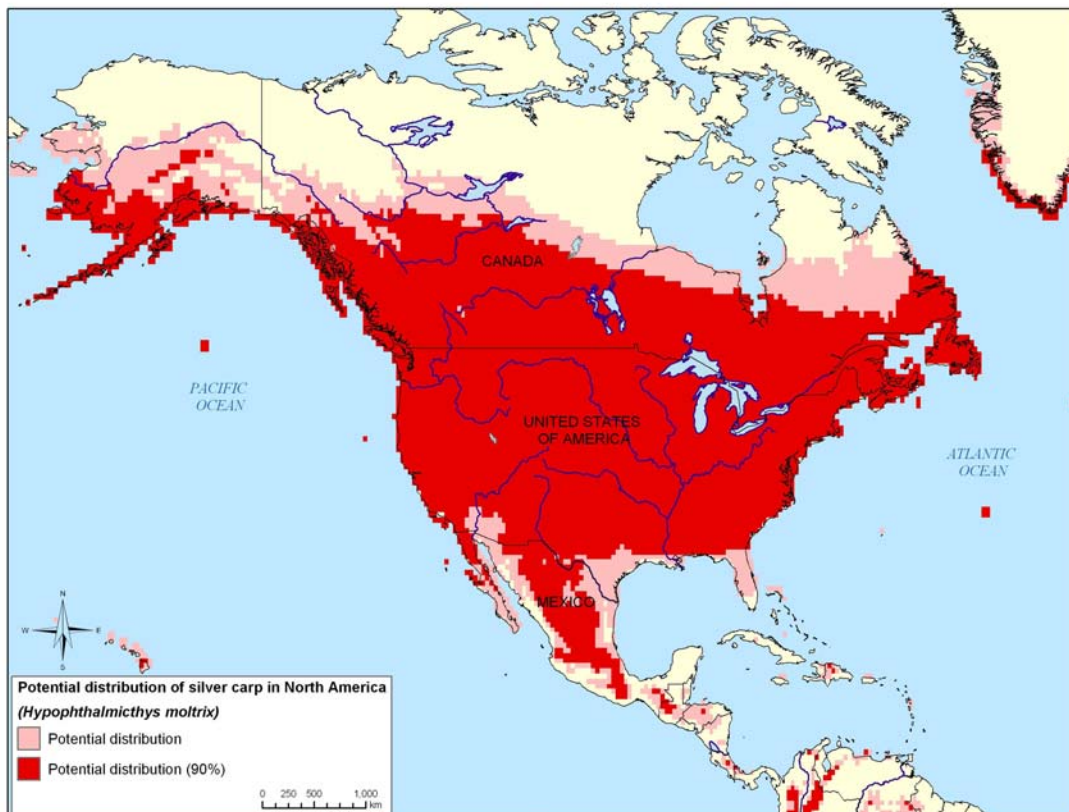 CANADA
PACIFIC
OCEAN
UNITED STATES
OF AMERICA
ATLANTIC
OCEAN
MEXICO
N
W E
S
Potential distribution of silver carp in North America
(Hypophthalmicthys moltrix)
Potential distribution
Potential distribution (90%)
0 250 500 1,000
km